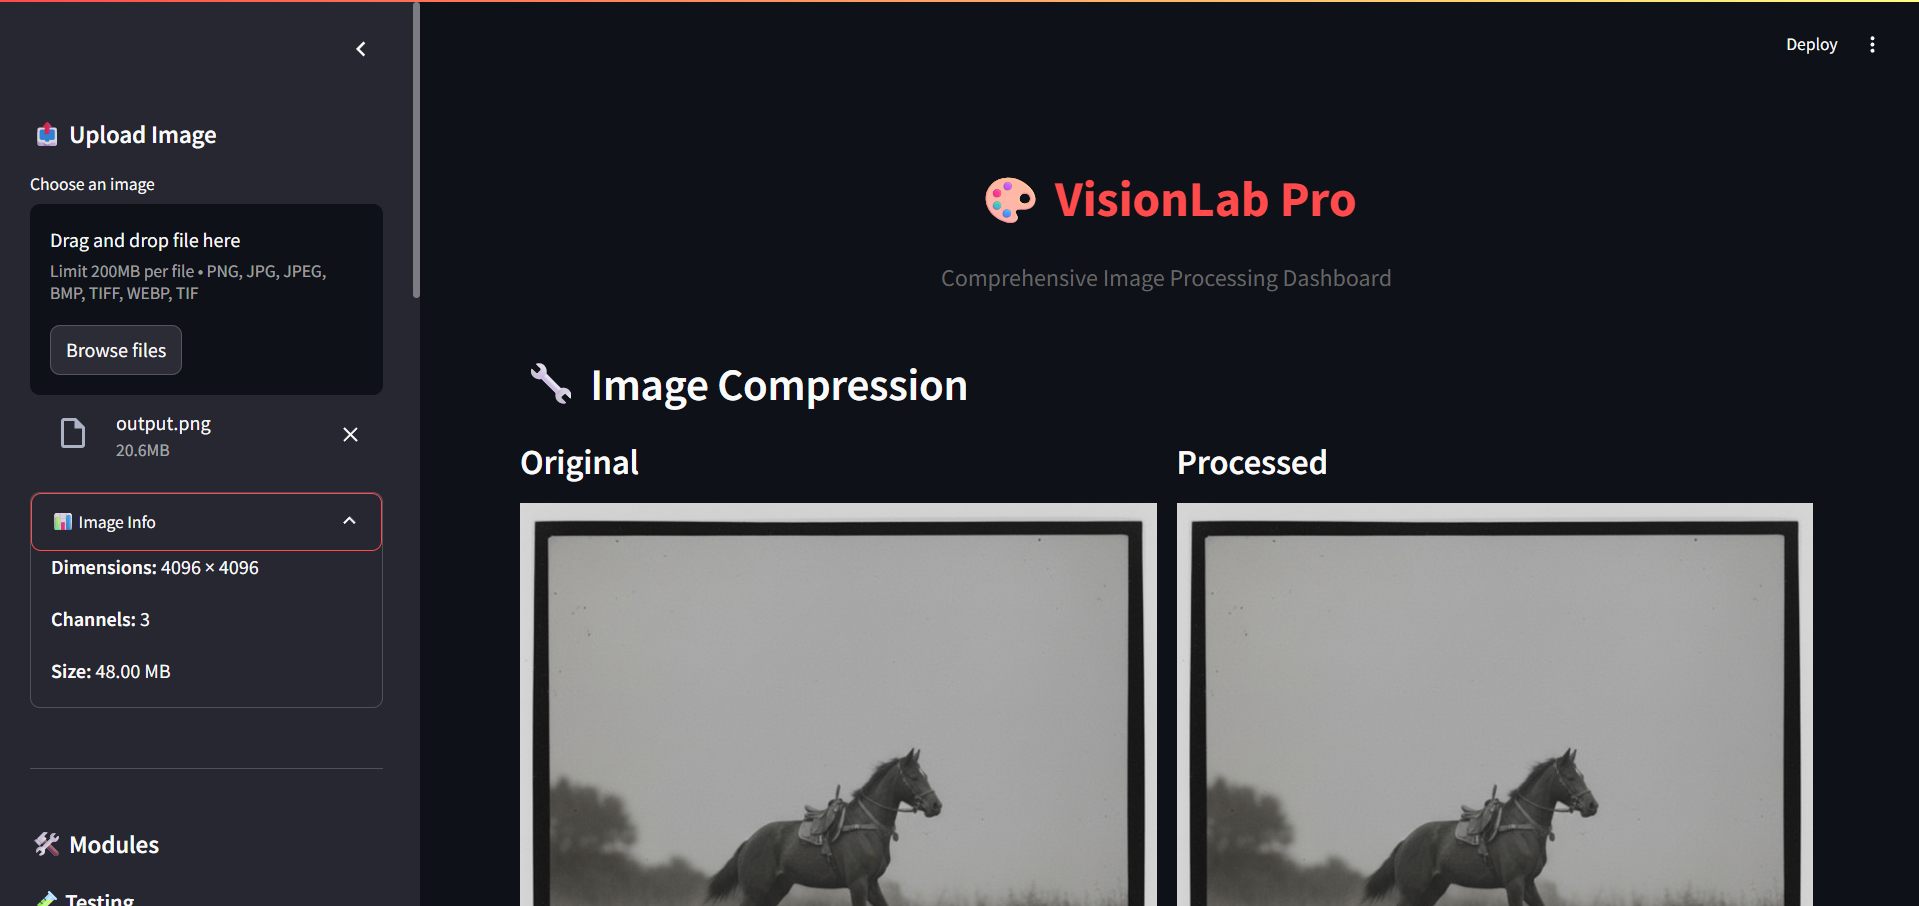 Deploy
Upload Image
Choose an image
Drag and drop file here
Limit 200MB per file • PNG, JPG, JPEG,
BMP, TIFF, WEBP, TIF
Browse files
output.png
20.6MB
Image Info
Dimensions: 4096 × 4096
Channels: 3
Size: 48.00 MB
Modules
Testing
VisionLab Pro
Comprehensive Image Processing Dashboard
Image Compression
Original
Processed